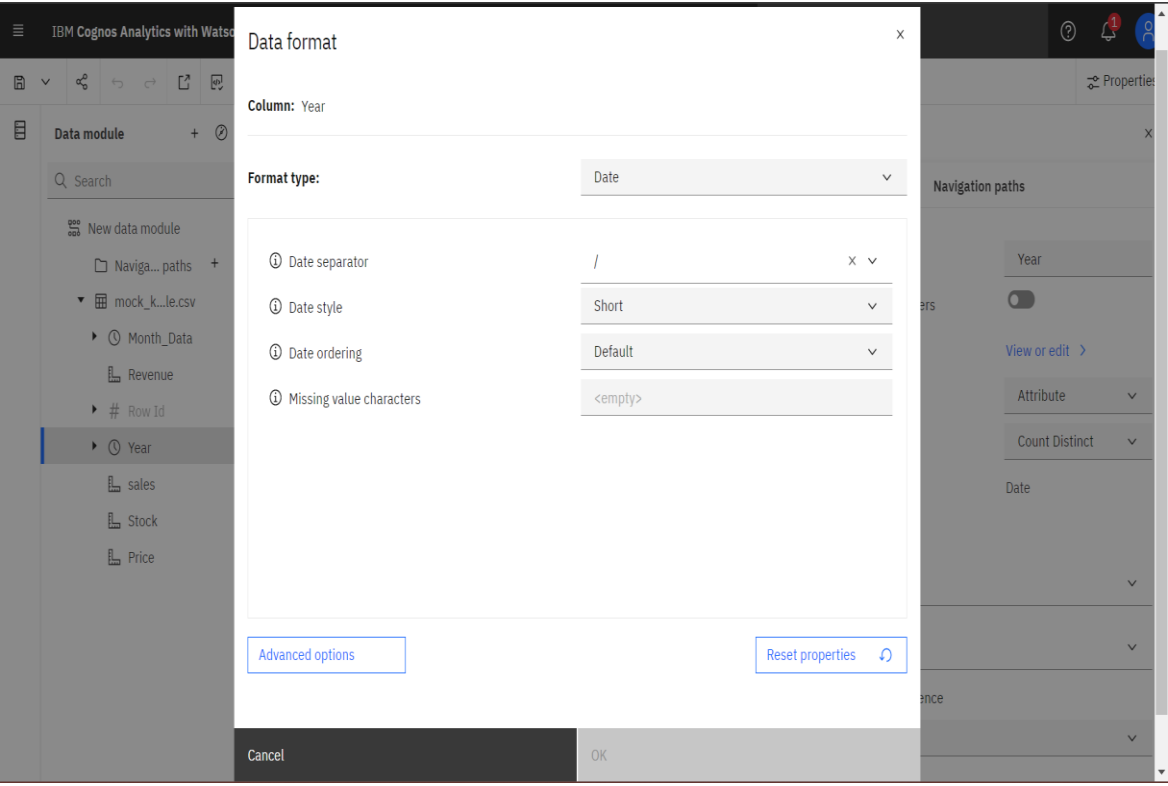 IBM Cognos Analytics with Watso
1
Properties
Data module
Search
New data module
Naviga... paths
mock_k...le.csv
Month_Data
Revenue
# Row Id
Year
sales
Stock
Price
Data format
x
Column: Year
Format type: Date
Date separator / x
Date style Short
Date ordering Default
Missing value characters <empty>
Advanced options
Reset properties
Cancel
OK
x
Navigation paths
Year
ers
View or edit
Attribute
Count Distinct
Date
ence